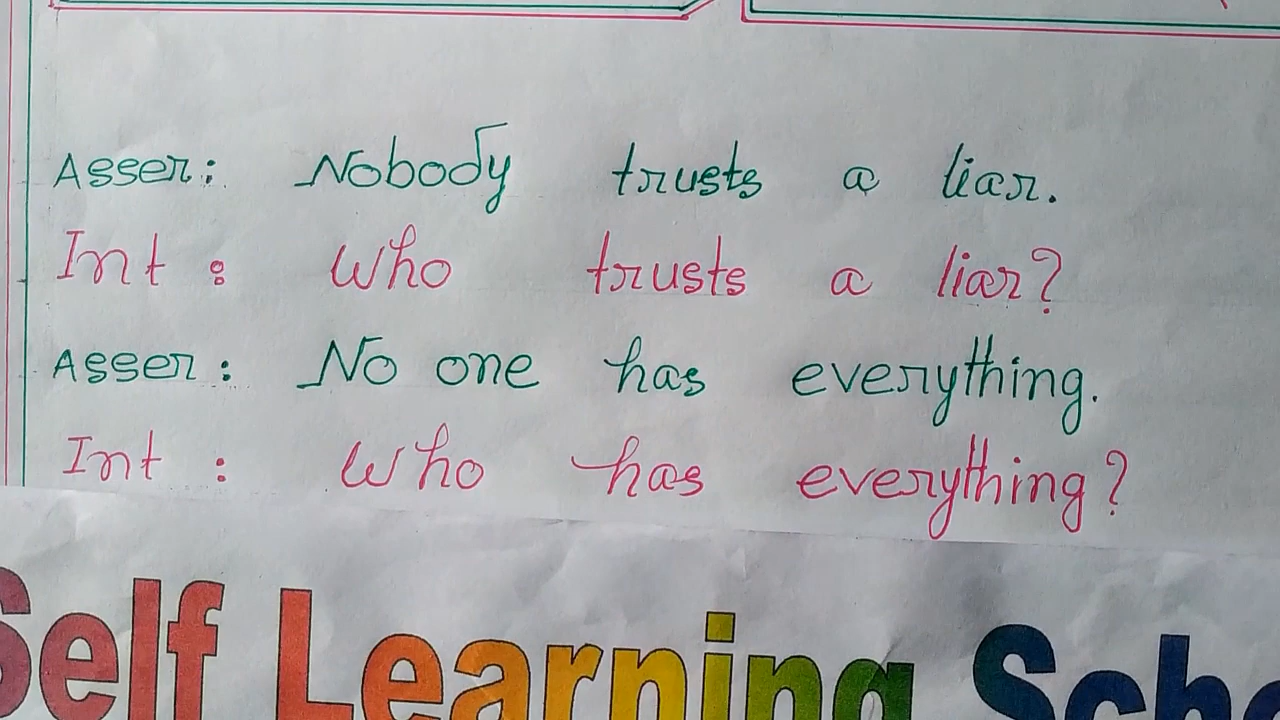 Asser: Nobody trusts a liar.
Int : Who trusts a liar?
Asser : No one has everything.
Int : Who has everything?
Self Learning Scho